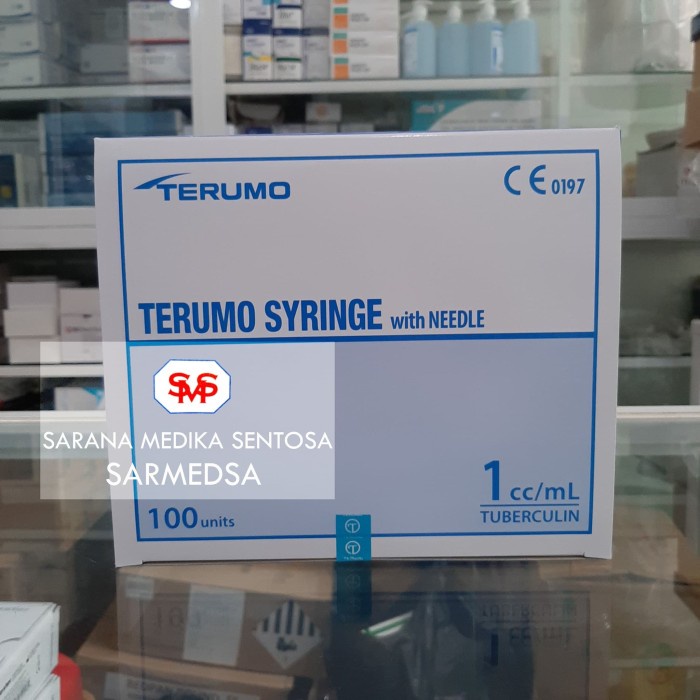 TERUMO
CE 0197
TERUMO SYRINGE with NEEDLE
SMS
SARANA MEDIKA SENTOSA
SARMEDSA
1 cc/mL
100 units
TUBERCULIN